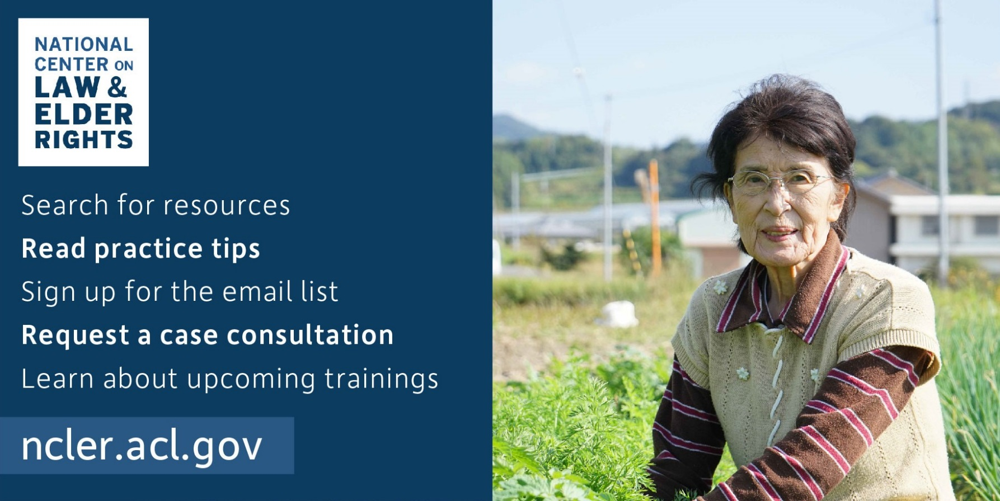 NATIONAL
CENTER ON
LAW &
ELDER
RIGHTS
Search for resources
Read practice tips
Sign up for the email list
Request a case consultation
Learn about upcoming trainings
ncler.acl.gov